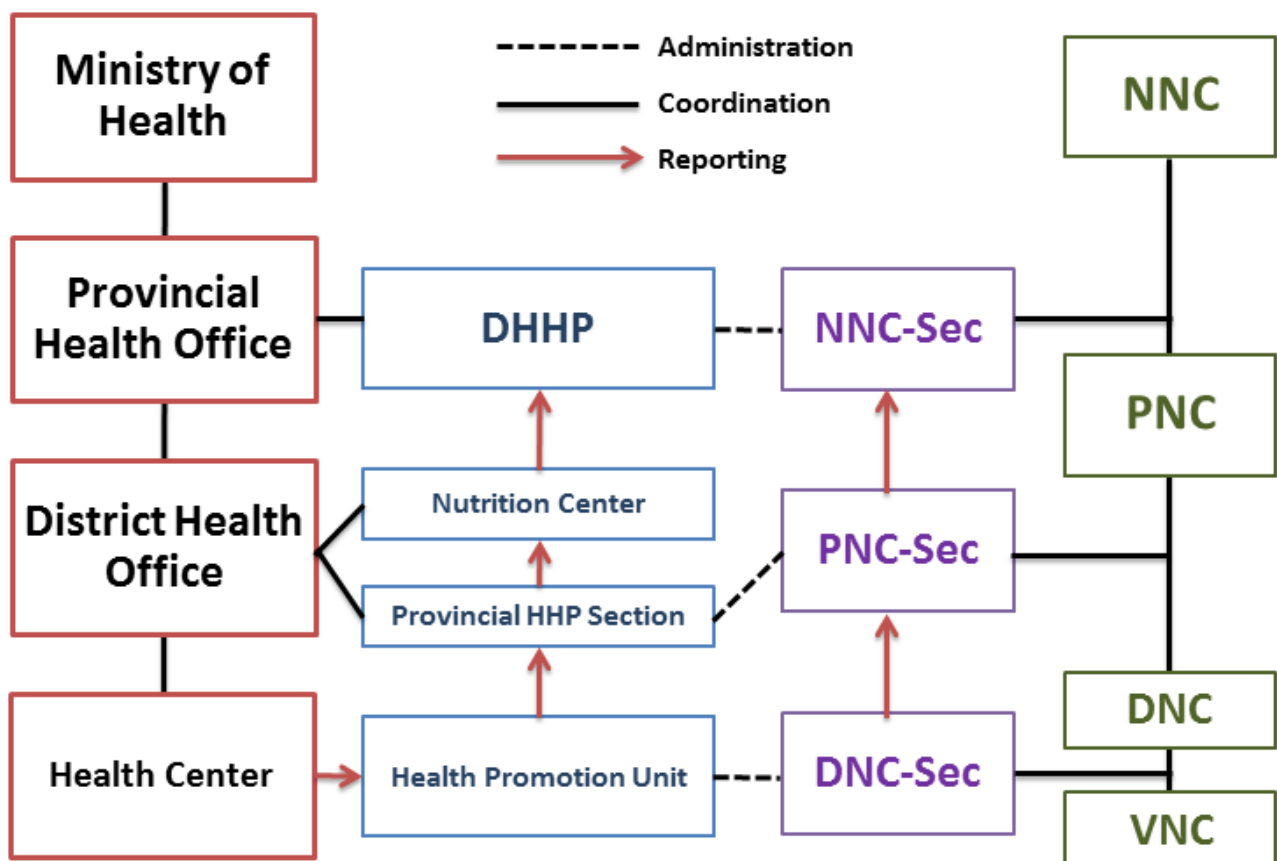 Ministry of
Health
Administration
Coordination
Reporting
NNC
Provincial
Health Office
DHHP
NNC-Sec
PNC
District Health
Office
Nutrition Center
Provincial HHP Section
PNC-Sec
DNC
Health Center
Health Promotion Unit
DNC-Sec
VNC